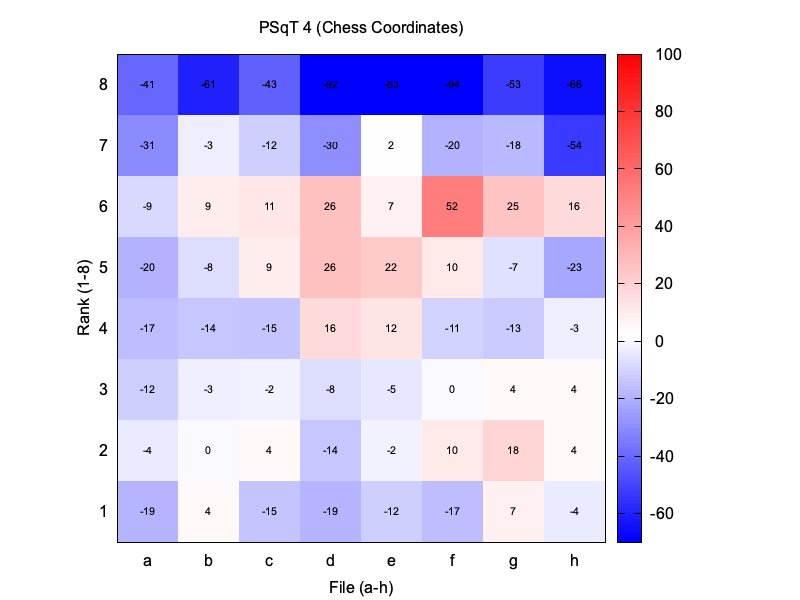 PSqT 4 (Chess Coordinates)
8 -41 -61 -43 -94 -53 -66
7 -31 -3 -12 -30 2 -20 -18 -54
6 -9 9 11 26 7 52 25 16
5 -20 -8 9 26 22 10 -7 -23
4 -17 -14 -15 16 12 -11 -13 -3
3 -12 -3 -2 -8 -5 0 4 4
2 -4 0 4 -14 -2 10 18 4
1 -19 4 -15 -19 -12 -17 7 -4
a b c d e f g h
File (a-h)
Rank (1-8)
100
80
60
40
20
0
-20
-40
-60